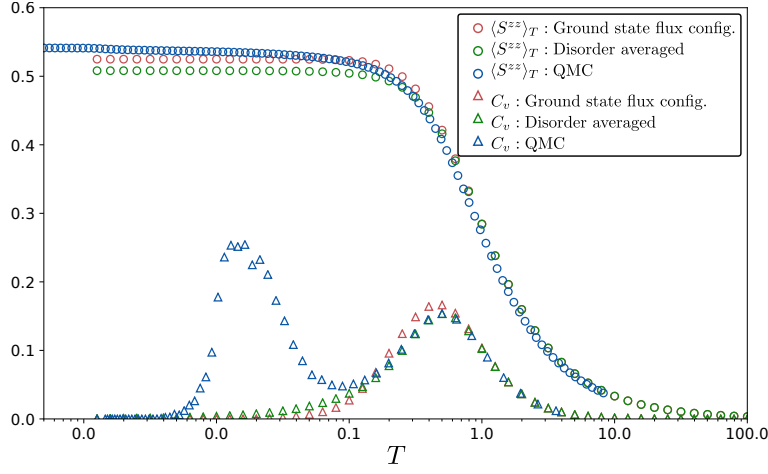 0.6
0.5
0.4
0.3
0.2
0.1
0.0
0.0 0.0 0.1 1.0 10.0 100.0
T
⟨S^{zz}⟩_T : Ground state flux config.
⟨S^{zz}⟩_T : Disorder averaged
⟨S^{zz}⟩_T : QMC
C_v : Ground state flux config.
C_v : Disorder averaged
C_v : QMC